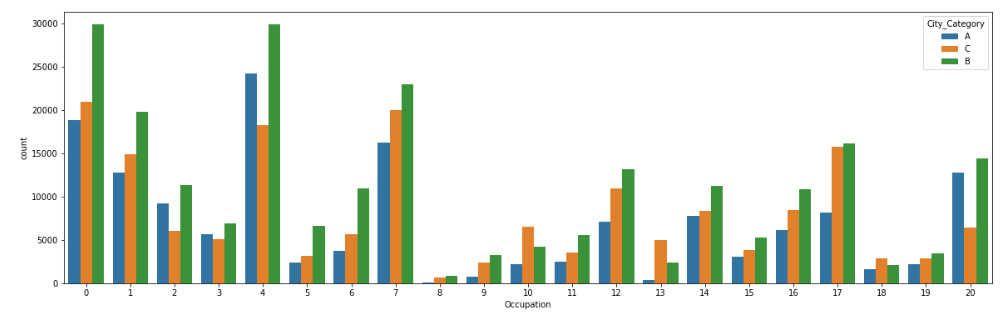 30000
25000
20000
15000
10000
5000
0
count
0 1 2 3 4 5 6 7 8 9 10 11 12 13 14 15 16 17 18 19 20
Occupation
City_Category
A
C
B